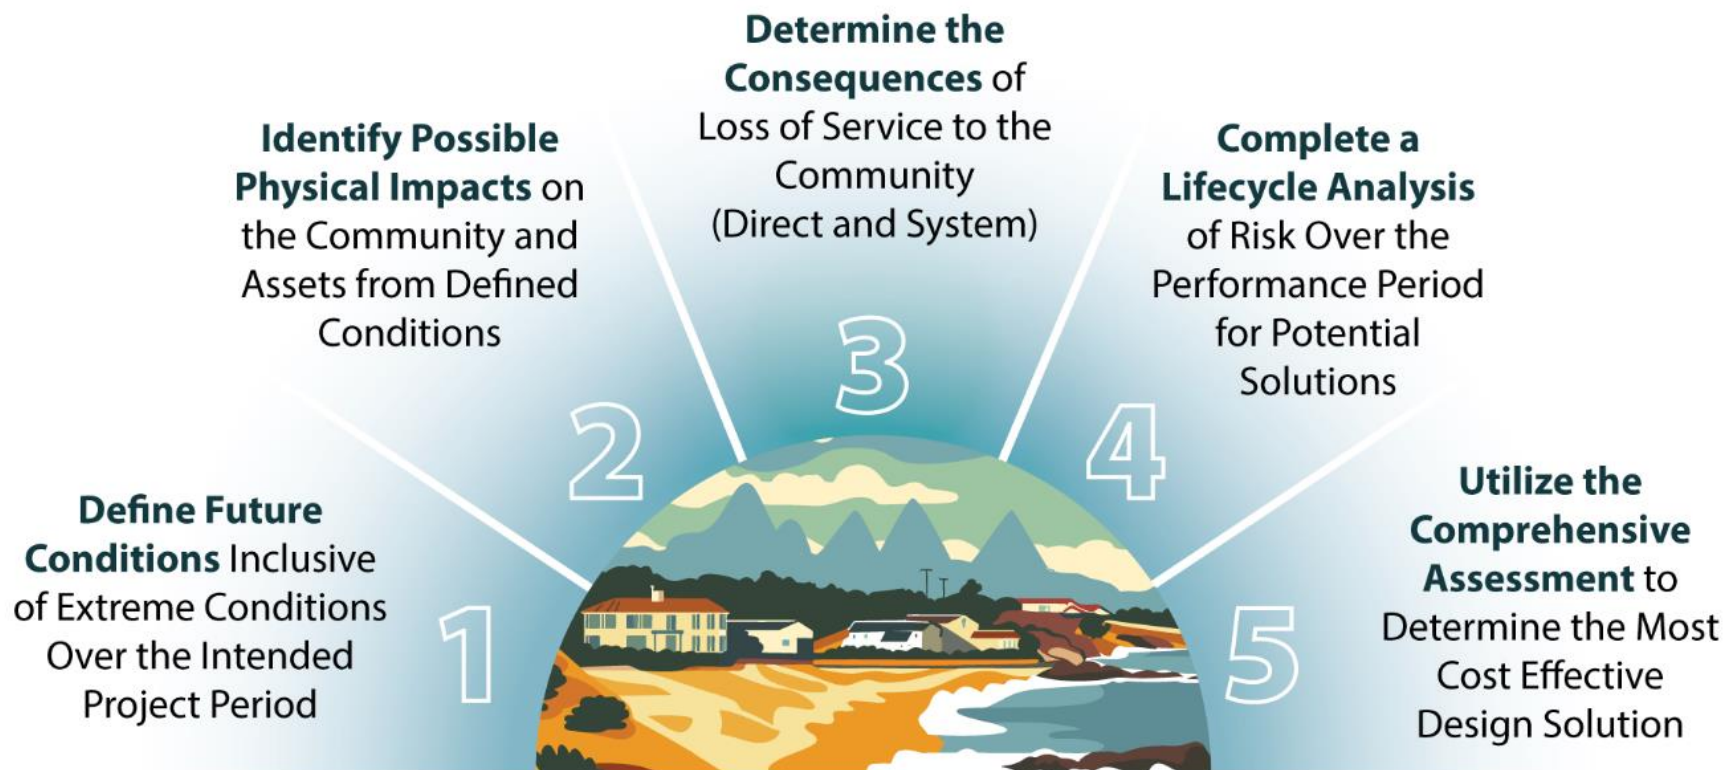 1
Define Future
Conditions Inclusive
of Extreme Conditions
Over the Intended
Project Period
2
Identify Possible
Physical Impacts on
the Community and
Assets from Defined
Conditions
3
Determine the
Consequences of
Loss of Service to the
Community
(Direct and System)
4
Complete a
Lifecycle Analysis
of Risk Over the
Performance Period
for Potential
Solutions
5
Utilize the
Comprehensive
Assessment to
Determine the Most
Cost Effective
Design Solution